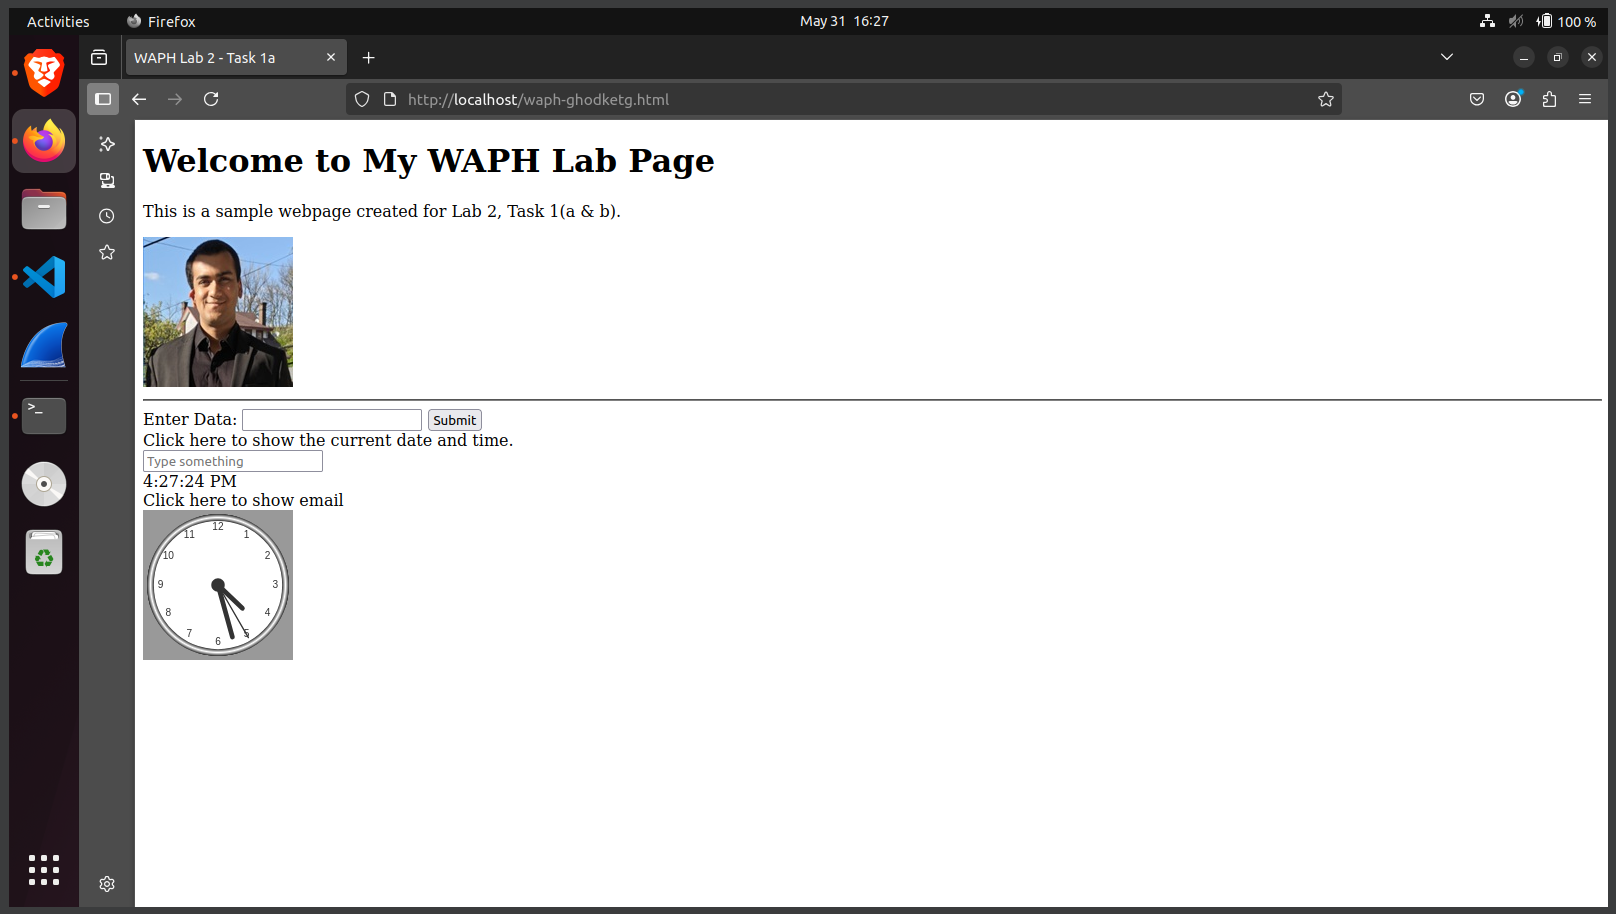 Activities Firefox May 31 16:27 100 %
WAPH Lab 2 - Task 1a
http://localhost/waph-ghodketg.html
Welcome to My WAPH Lab Page
This is a sample webpage created for Lab 2, Task 1(a & b).
Enter Data: Submit
Click here to show the current date and time.
Type something
4:27:24 PM
Click here to show email
12
11 1
10 2
9 3
8 4
7 5
6
>_